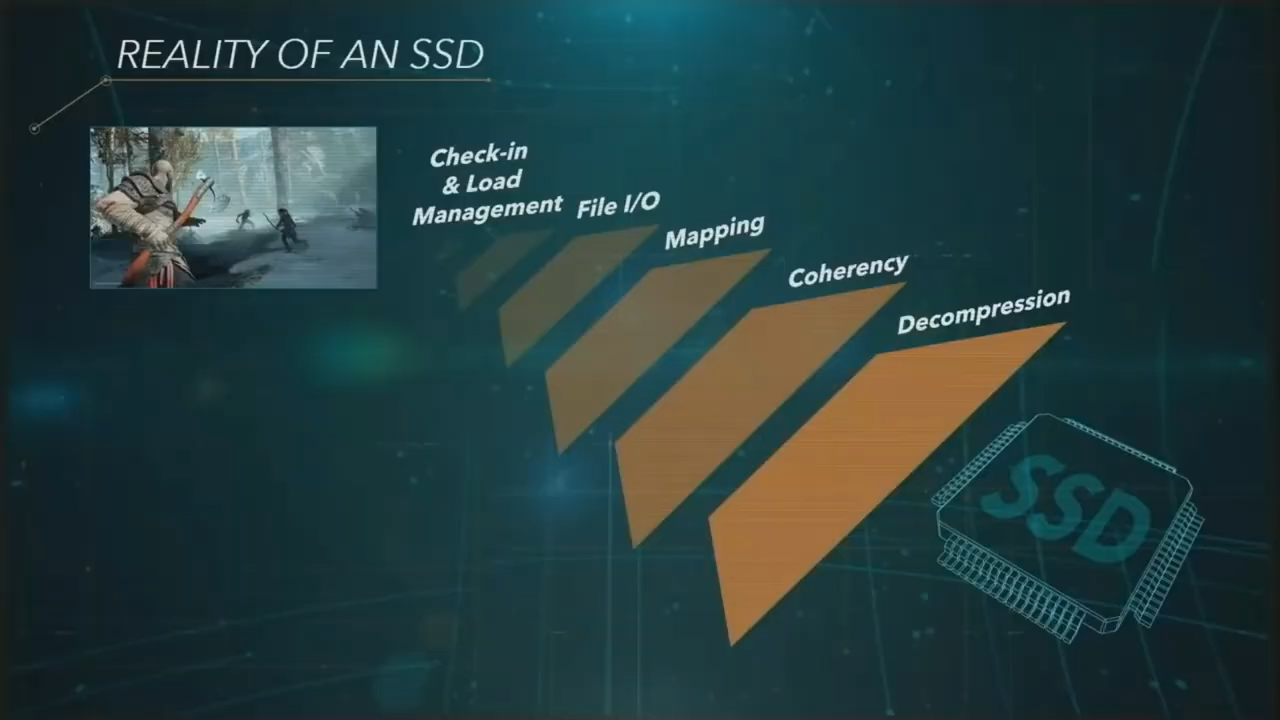 REALITY OF AN SSD
Check-in
& Load
Management
File I/O
Mapping
Coherency
Decompression
SSD